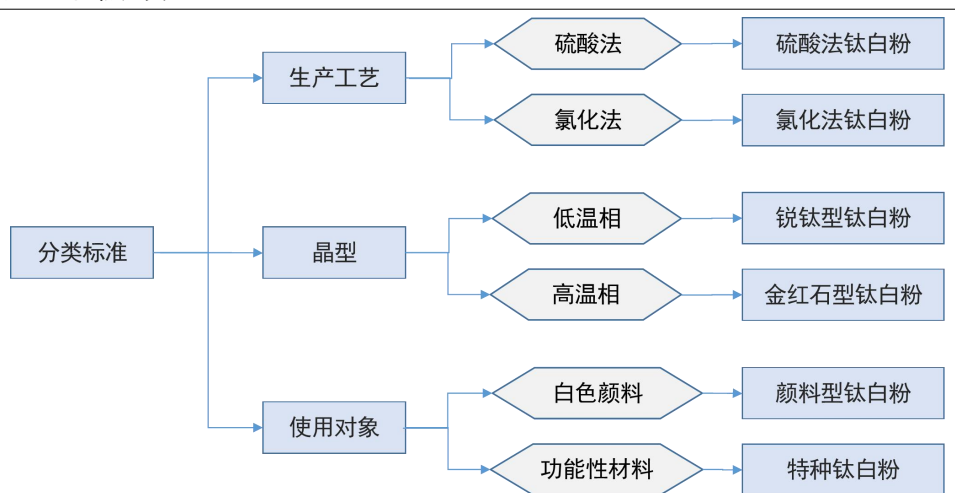 分类标准
生产工艺
硫酸法
硫酸法钛白粉
氯化法
氯化法钛白粉
晶型
低温相
锐钛型钛白粉
高温相
金红石型钛白粉
使用对象
白色颜料
颜料型钛白粉
功能性材料
特种钛白粉